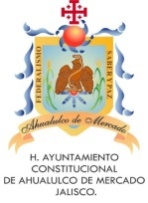 FEDERALISMO
SABER Y PAZ
Ahualulco de Mercado
H. AYUNTAMIENTO
CONSTITUCIONAL
DE AHUALULCO DE MERCADO
JALISCO.